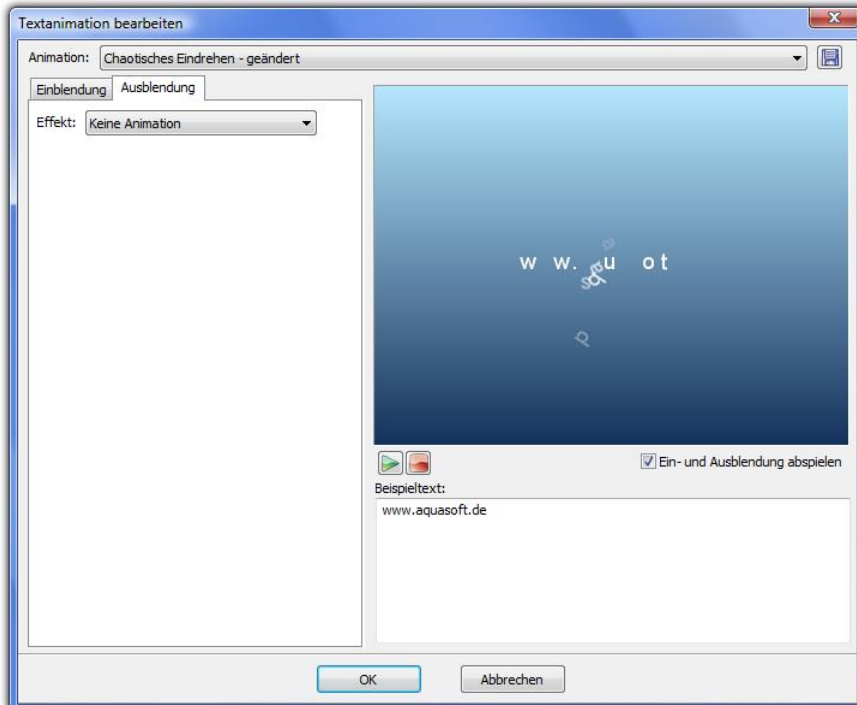 Textanimation bearbeiten
Animation: Chaotisches Eindrehen - geändert
Einblendung Ausblendung
Effekt: Keine Animation
w w. u o t
a
a
s q
p
Ein- und Ausblendung abspielen
Beispieltext:
www.aquasoft.de
OK Abbrechen